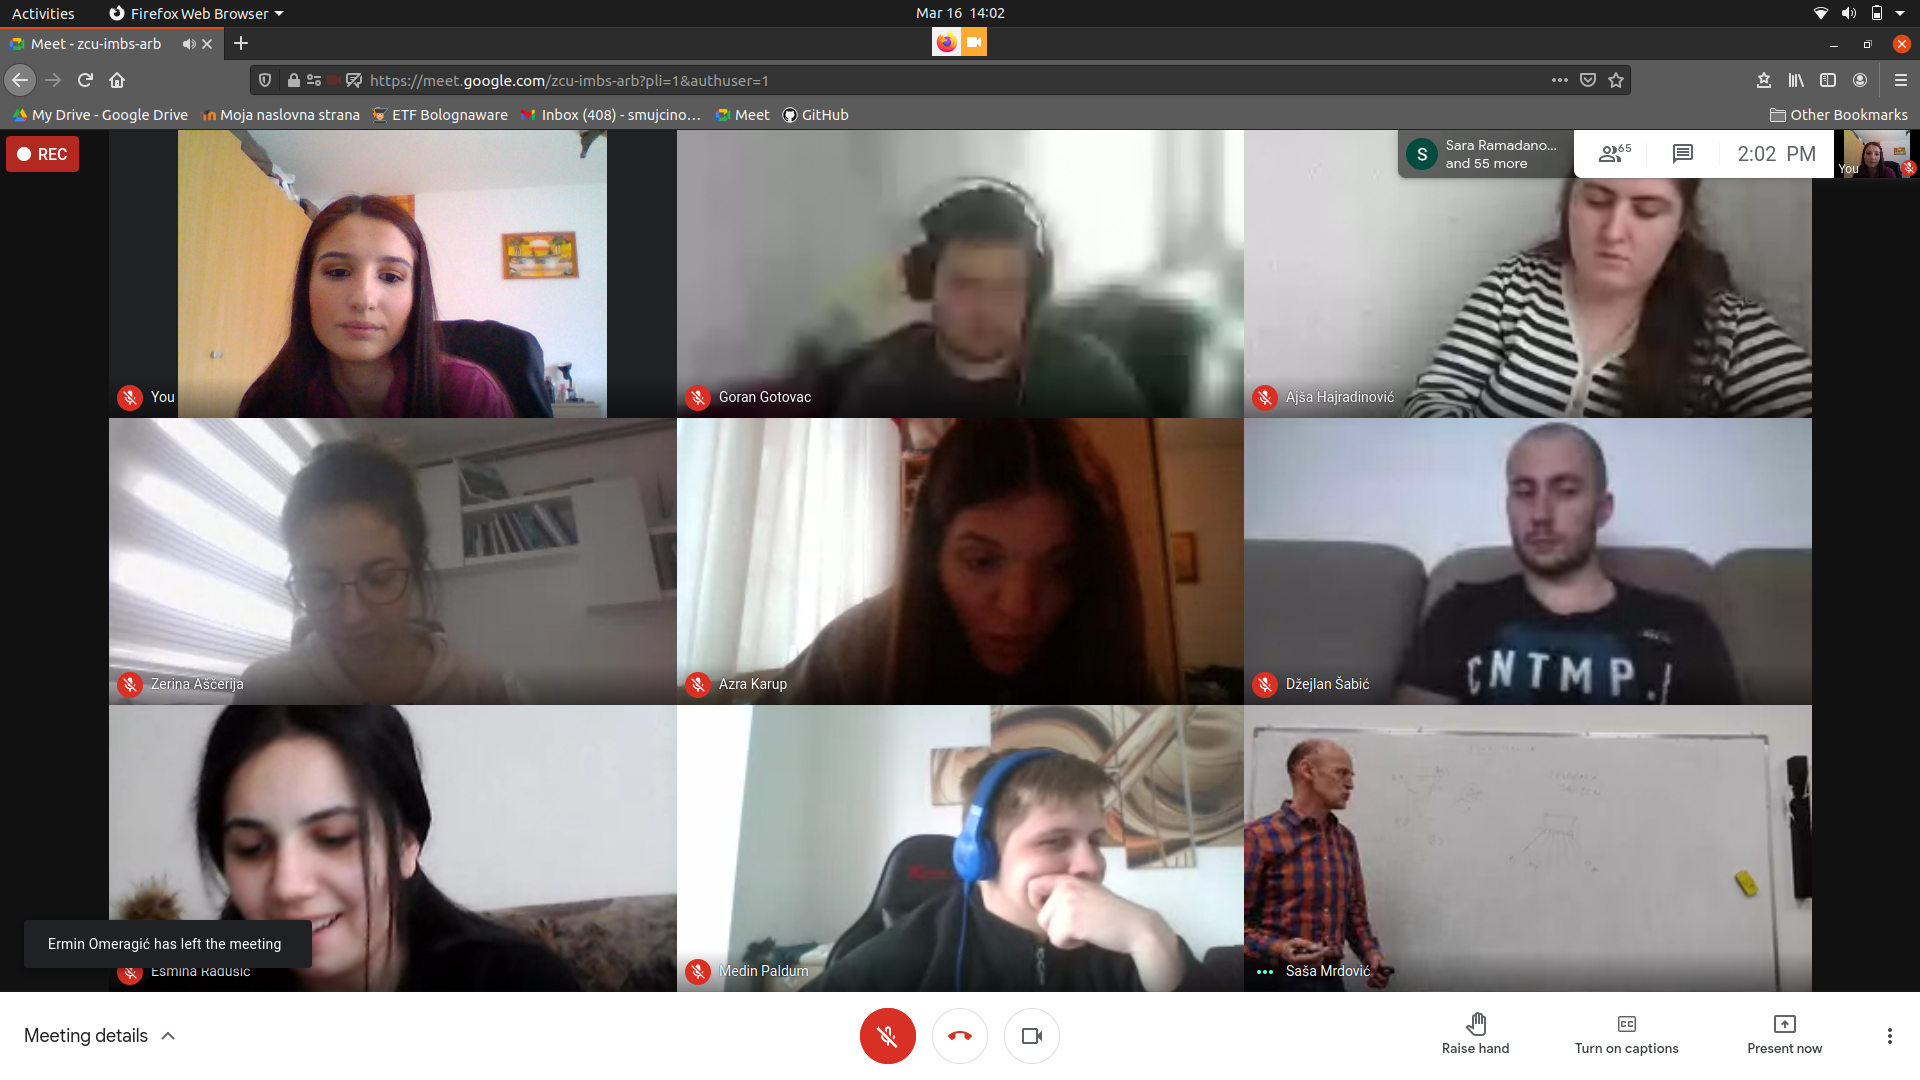 Activities
Firefox Web Browser
Mar 16 14:02
Meet - zcu-imbs-arb
https://meet.google.com/zcu-imbs-arb?pli=1&authuser=1
My Drive - Google Drive
Moja naslovna strana
ETF Bolognaware
Inbox (408) - smujcino...
Meet
GitHub
Other Bookmarks
REC
S
Sara Ramadano...
and 55 more
65
2:02 PM
You
You
Goran Gotovac
Ajša Hajradinović
Zerina Aščerija
Azra Karup
CNTMP.
Džejlan Šabić
Ermin Omeragić has left the meeting
Esmina Radušić
Medin Paldum
Saša Mrdović
Meeting details
CC
Raise hand
Turn on captions
Present now